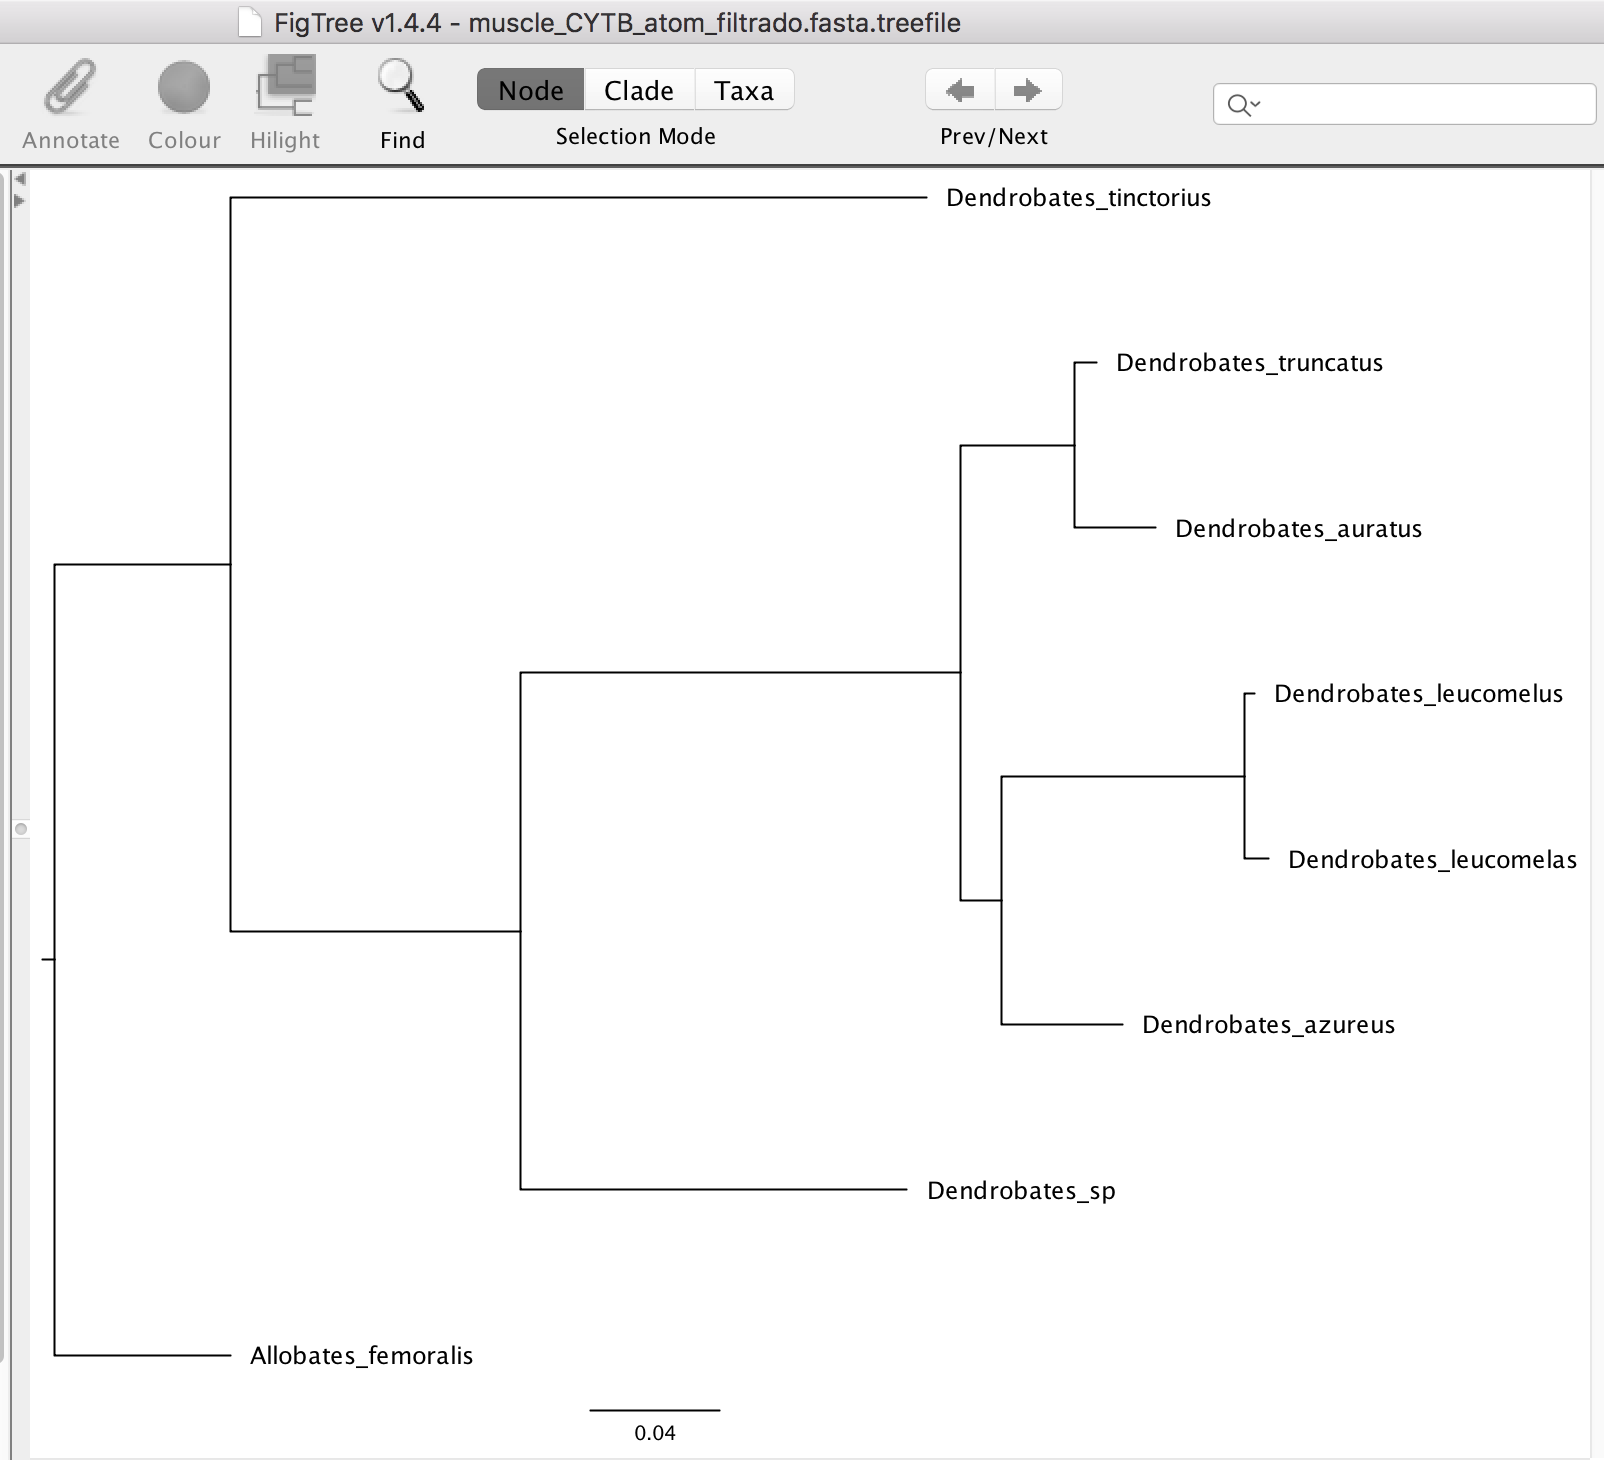 FigTree v1.4.4 - muscle_CYTB_atom_filtrado.fasta.treefile
Annotate
Colour
Hilight
Find
Node
Clade
Taxa
Selection Mode
Prev/Next
Dendrobates_tinctorius
Dendrobates_truncatus
Dendrobates_auratus
Dendrobates_leucomelus
Dendrobates_leucomelas
Dendrobates_azureus
Dendrobates_sp
Allobates_femoralis
0.04